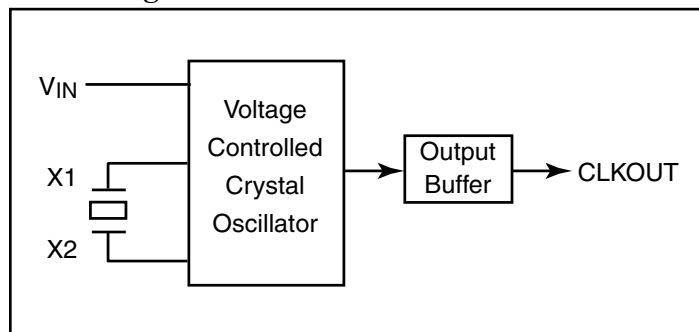 VIN
X1
X2
Voltage
Controlled
Crystal
Oscillator
Output
Buffer
CLKOUT